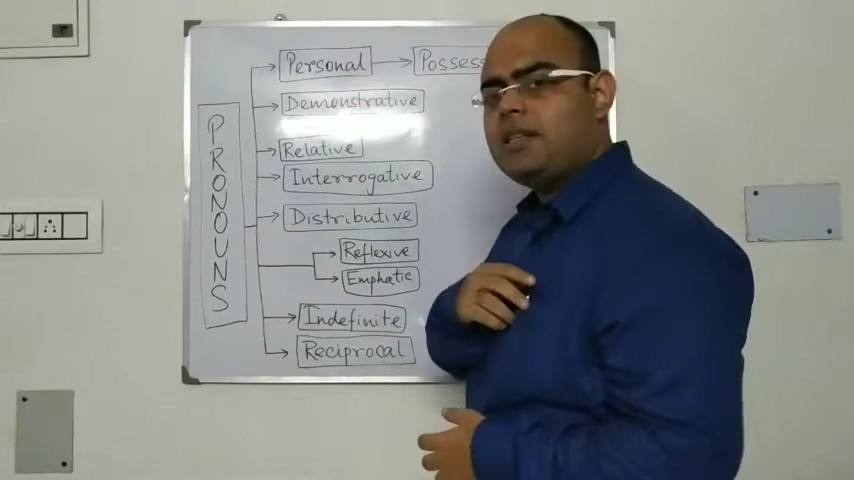 PRONOUNS
Personal
Possess
Demonstrative
Relative
Interrogative
Distributive
Reflexive
Emphatic
Indefinite
Reciprocal